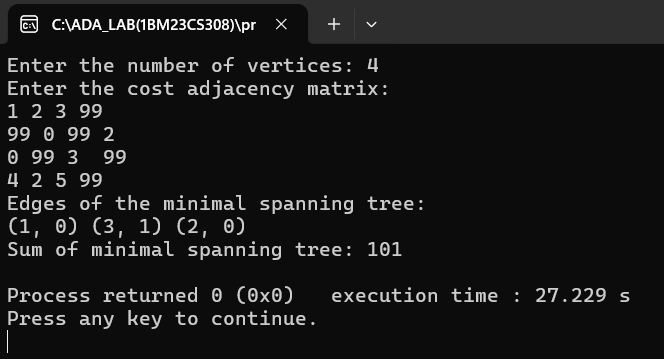 C:\ADA_LAB(1BM23CS308)\pr
Enter the number of vertices: 4
Enter the cost adjacency matrix:
1 2 3 99
99 0 99 2
0 99 3  99
4 2 5 99
Edges of the minimal spanning tree:
(1, 0) (3, 1) (2, 0)
Sum of minimal spanning tree: 101
Process returned 0 (0x0)   execution time : 27.229 s
Press any key to continue.